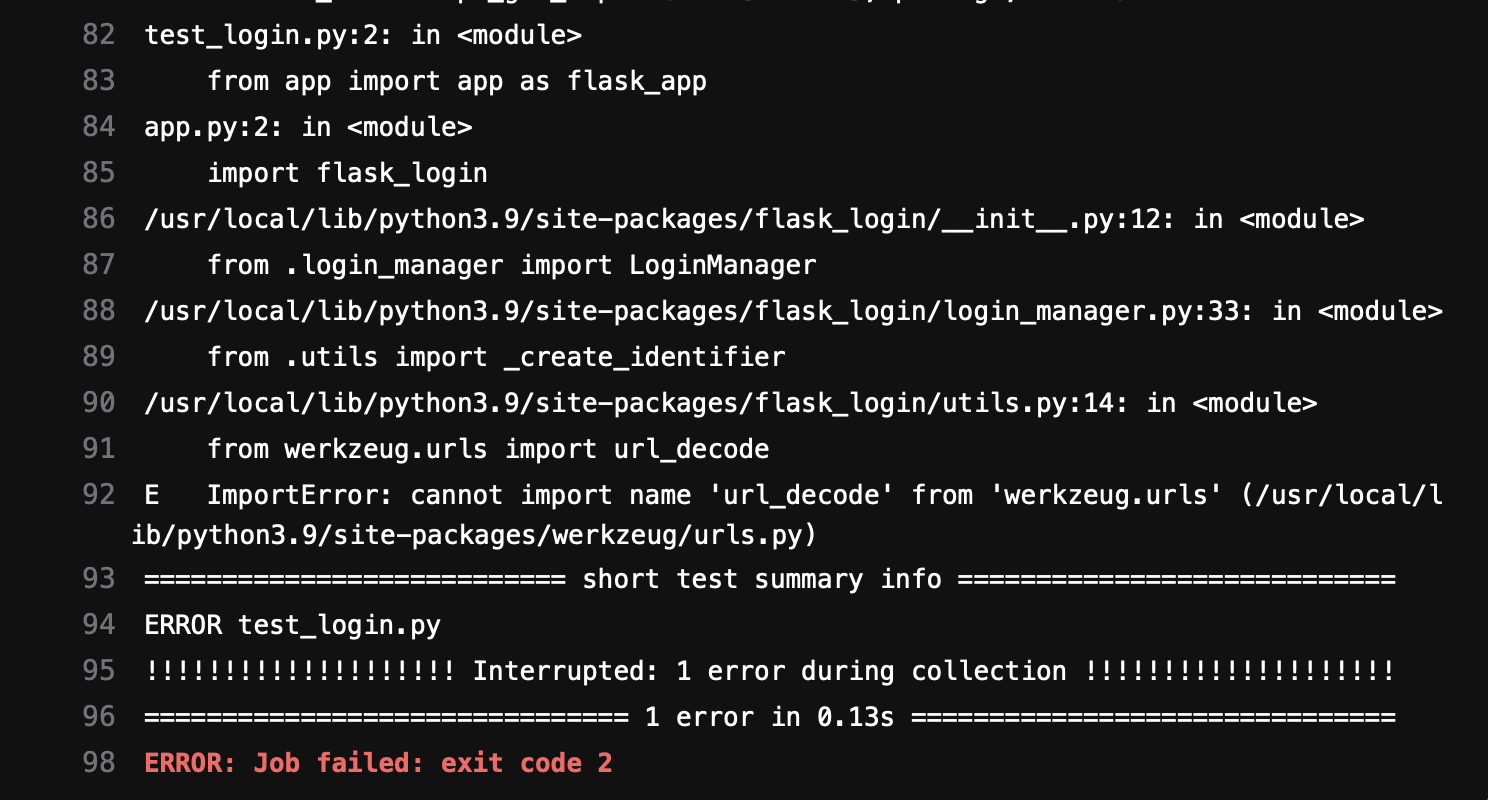 82 test_login.py:2: in <module>
83     from app import app as flask_app
84 app.py:2: in <module>
85     import flask_login
86 /usr/local/lib/python3.9/site-packages/flask_login/__init__.py:12: in <module>
87     from .login_manager import LoginManager
88 /usr/local/lib/python3.9/site-packages/flask_login/login_manager.py:33: in <module>
89     from .utils import _create_identifier
90 /usr/local/lib/python3.9/site-packages/flask_login/utils.py:14: in <module>
91     from werkzeug.urls import url_decode
92 E   ImportError: cannot import name 'url_decode' from 'werkzeug.urls' (/usr/local/l
ib/python3.9/site-packages/werkzeug/urls.py)
93 =========================== short test summary info ============================
94 ERROR test_login.py
95 !!!!!!!!!!!!!!!!!!!! Interrupted: 1 error during collection !!!!!!!!!!!!!!!!!!!!
96 =============================== 1 error in 0.13s ===============================
98 ERROR: Job failed: exit code 2